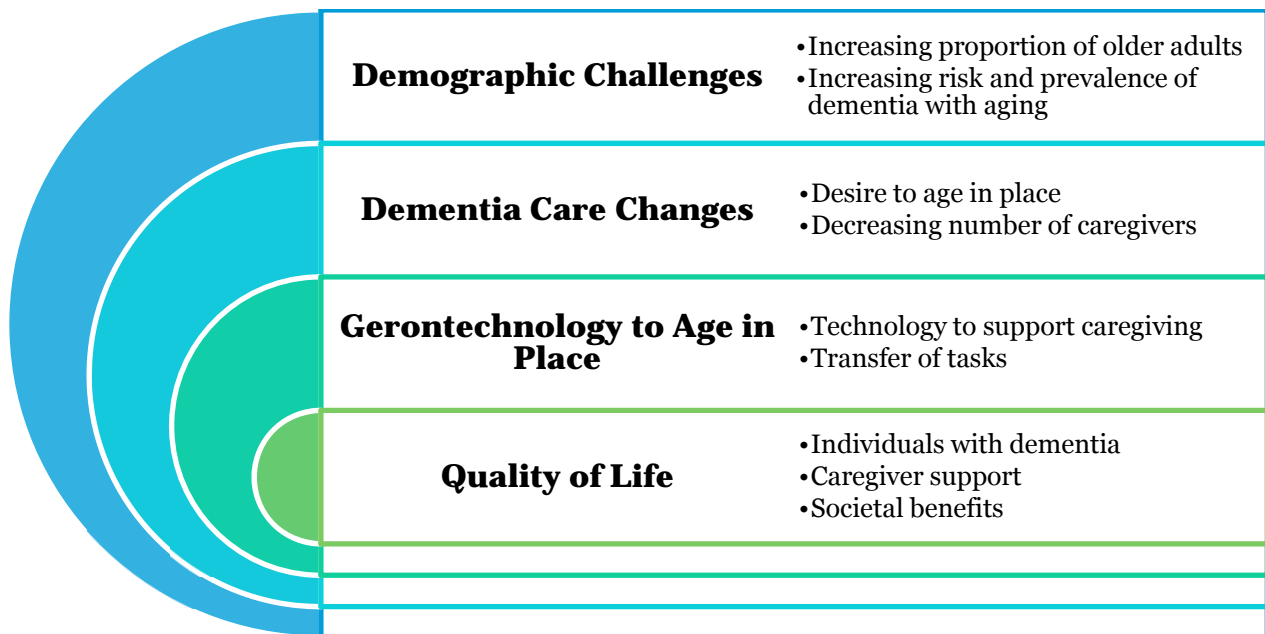 Demographic Challenges
•Increasing proportion of older adults
•Increasing risk and prevalence of
dementia with aging
Dementia Care Changes
•Desire to age in place
•Decreasing number of caregivers
Gerontechnology to Age in
Place
•Technology to support caregiving
•Transfer of tasks
Quality of Life
•Individuals with dementia
•Caregiver support
•Societal benefits